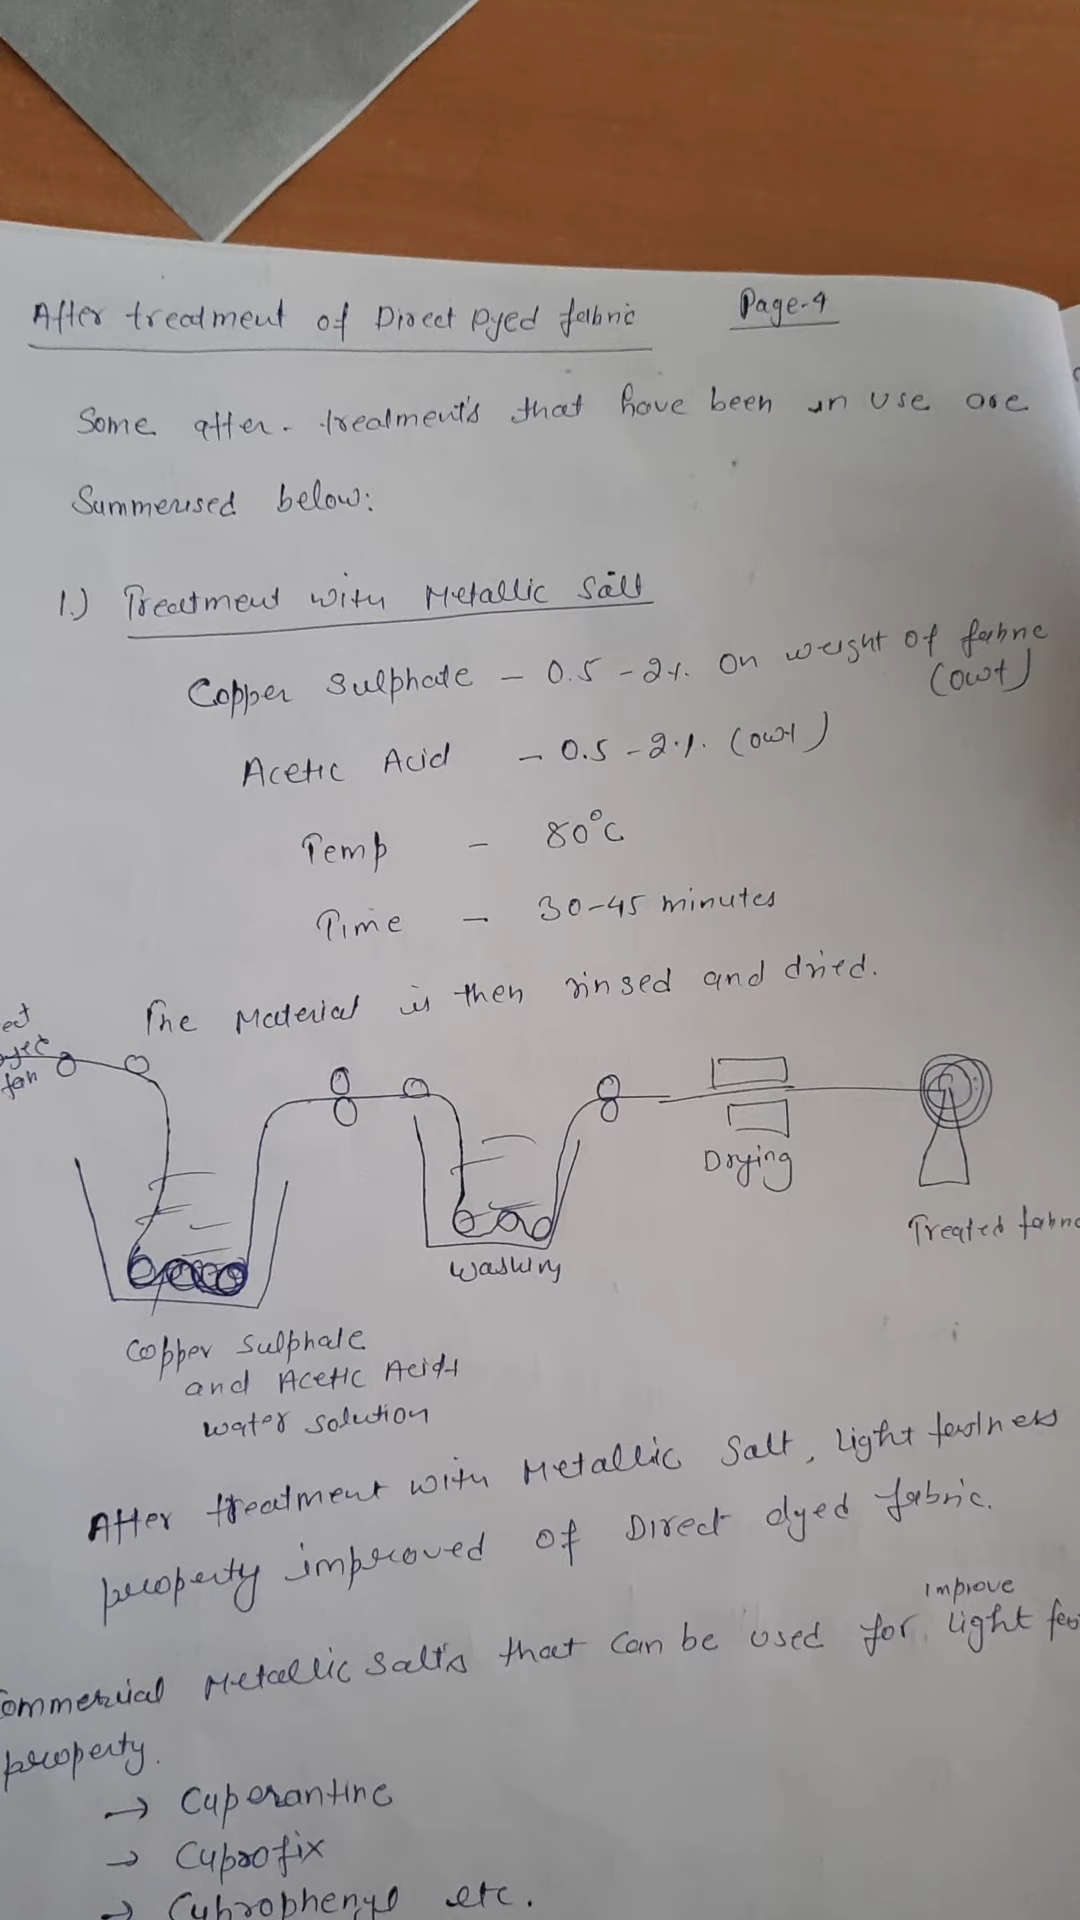 After treatment of Direct Dyed fabric
Page-4
Some after-treatment's that have been in use are
Summerised below:
1.) Treatment with Metallic Salt
Copper Sulphate - 0.5 - 2%. On weight of fabric
(owt)
Acetic Acid - 0.5 - 2%. (owt)
Temp - 80°C
Time - 30-45 minutes
The Material is then rinsed and dried.
Drying
Treated fabric
Washing
Copper Sulphate
and Acetic Acid
water solution
After treatment with Metallic Salt, Light fastness
property improved of Direct dyed fabric.
improve
Commercial Metallic Salt's that can be used for Light
property.
→ Cuperantine
→ Cuprofix
→ Cuprophenyl etc.